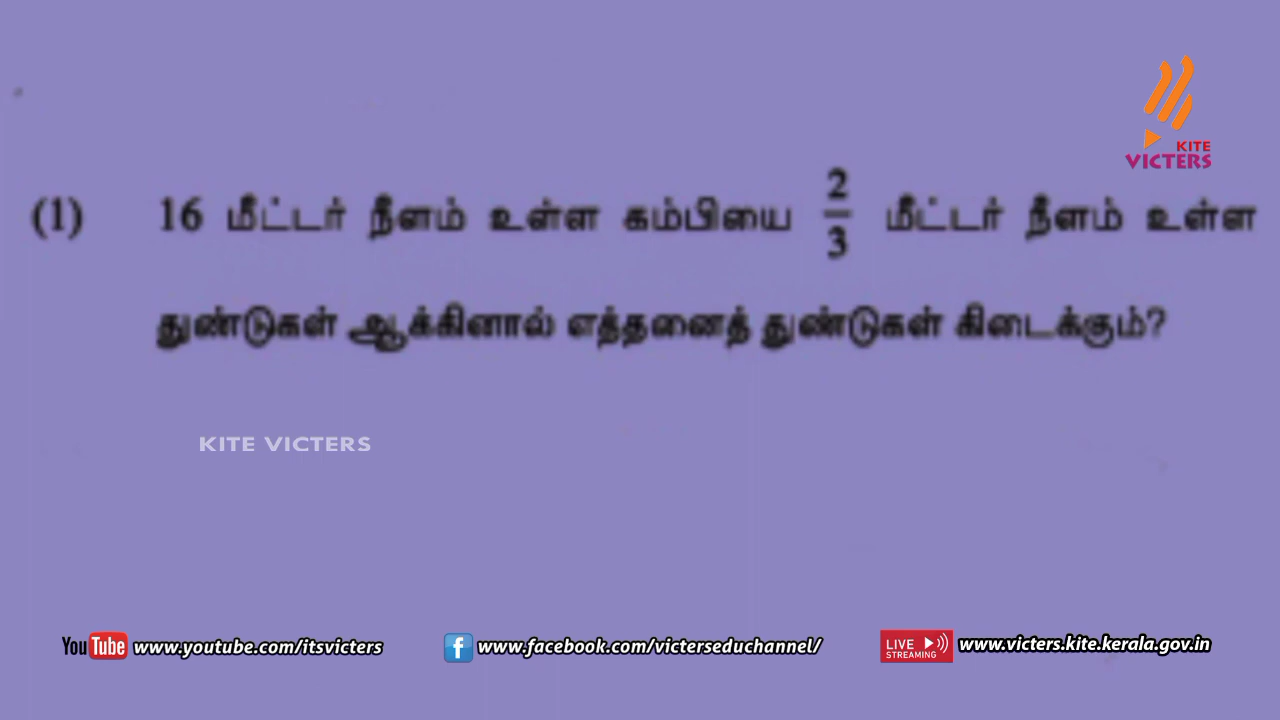 KITE
VICTERS
(1) 16 மீட்டர் நீளம் உள்ள கம்பியை 2/3 மீட்டர் நீளம் உள்ள
துண்டுகள் ஆக்கினால் எத்தனைத் துண்டுகள் கிடைக்கும்?
KITE VICTERS
YouTube www.youtube.com/itsvicters f www.facebook.com/victerseduchannel/ LIVE STREAMING www.victers.kite.kerala.gov.in